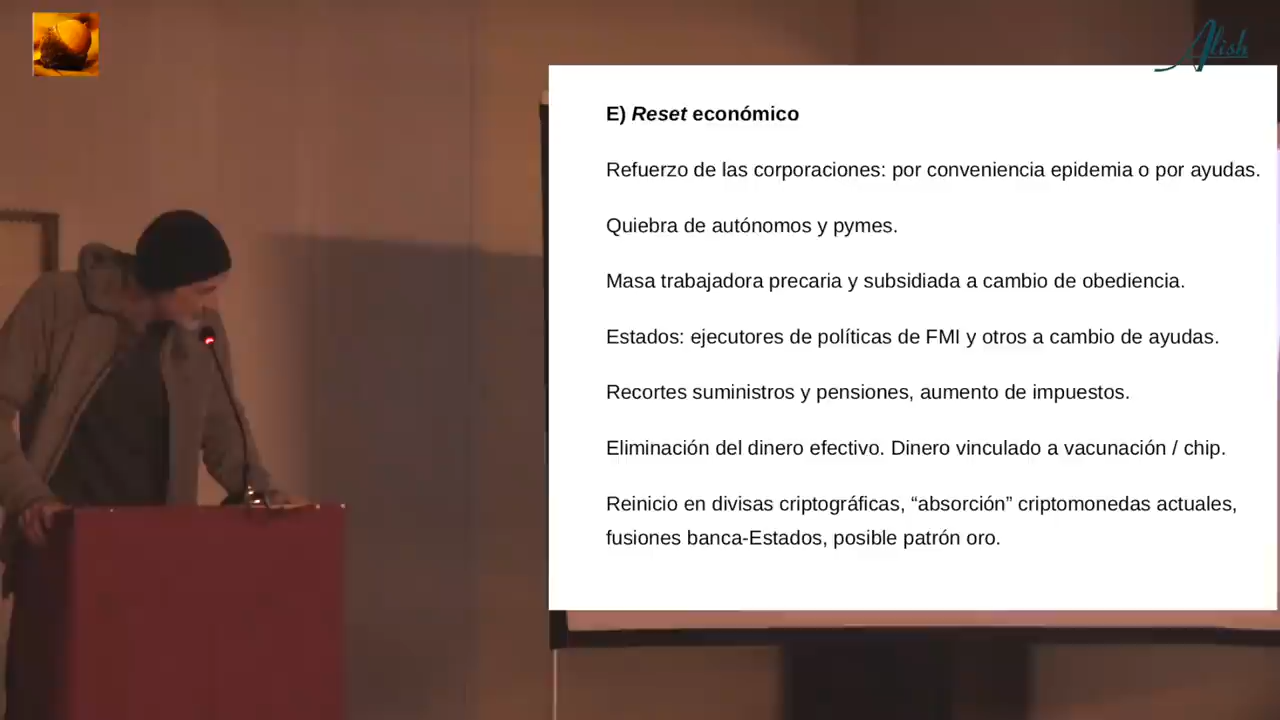 Alish
E) Reset económico
Refuerzo de las corporaciones: por conveniencia epidemia o por ayudas.
Quiebra de autónomos y pymes.
Masa trabajadora precaria y subsidiada a cambio de obediencia.
Estados: ejecutores de políticas de FMI y otros a cambio de ayudas.
Recortes suministros y pensiones, aumento de impuestos.
Eliminación del dinero efectivo. Dinero vinculado a vacunación / chip.
Reinicio en divisas criptográficas, “absorción” criptomonedas actuales,
fusiones banca-Estados, posible patrón oro.